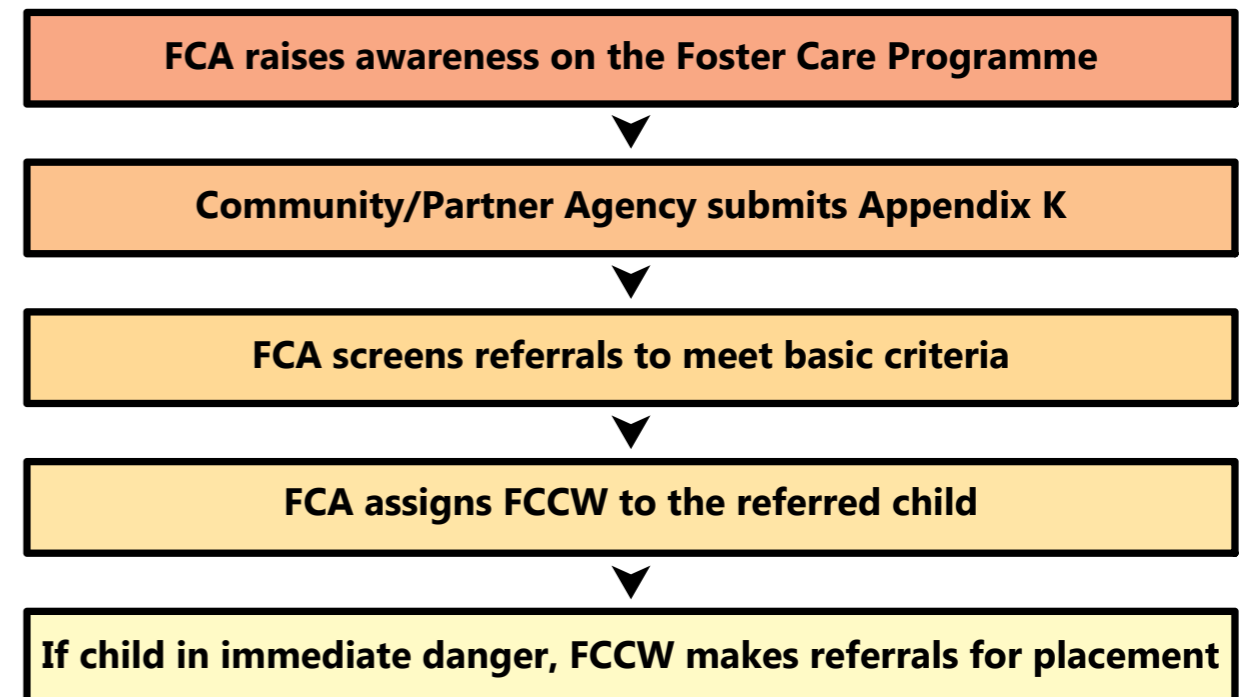 FCA raises awareness on the Foster Care Programme
Community/Partner Agency submits Appendix K
FCA screens referrals to meet basic criteria
FCA assigns FCCW to the referred child
If child in immediate danger, FCCW makes referrals for placement